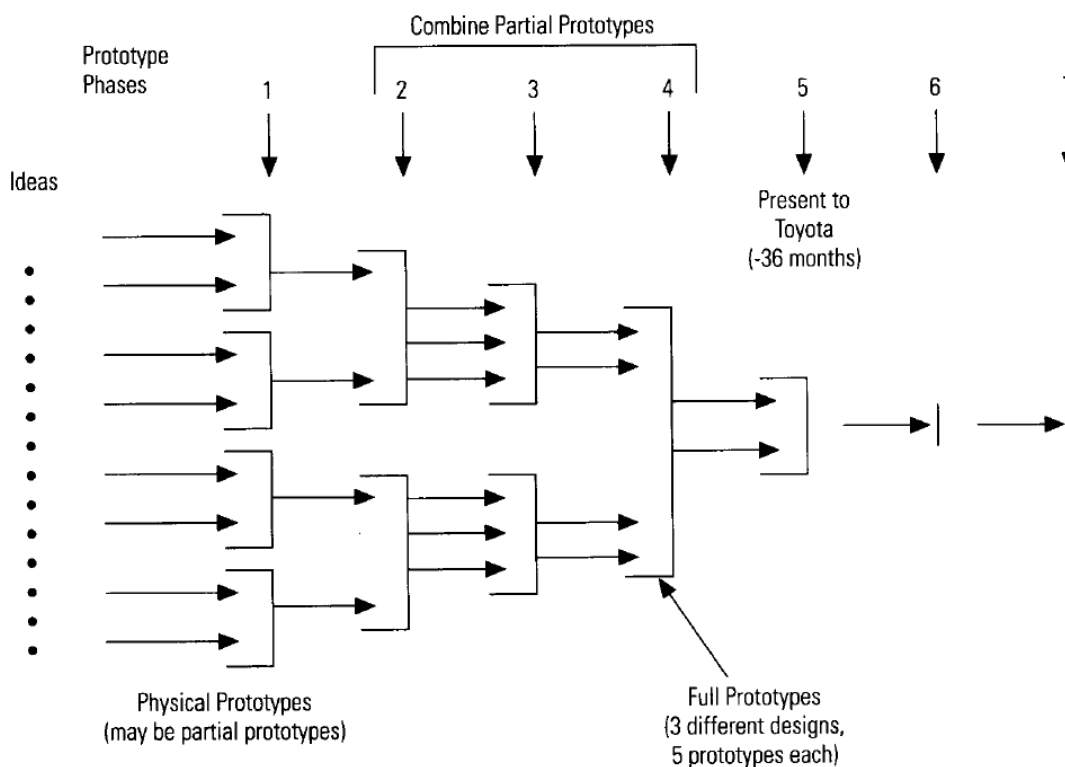 Combine Partial Prototypes
Prototype
Phases
1
2
3
4
5
6
Ideas
Present to
Toyota
(-36 months)
Physical Prototypes
(may be partial prototypes)
Full Prototypes
(3 different designs,
5 prototypes each)